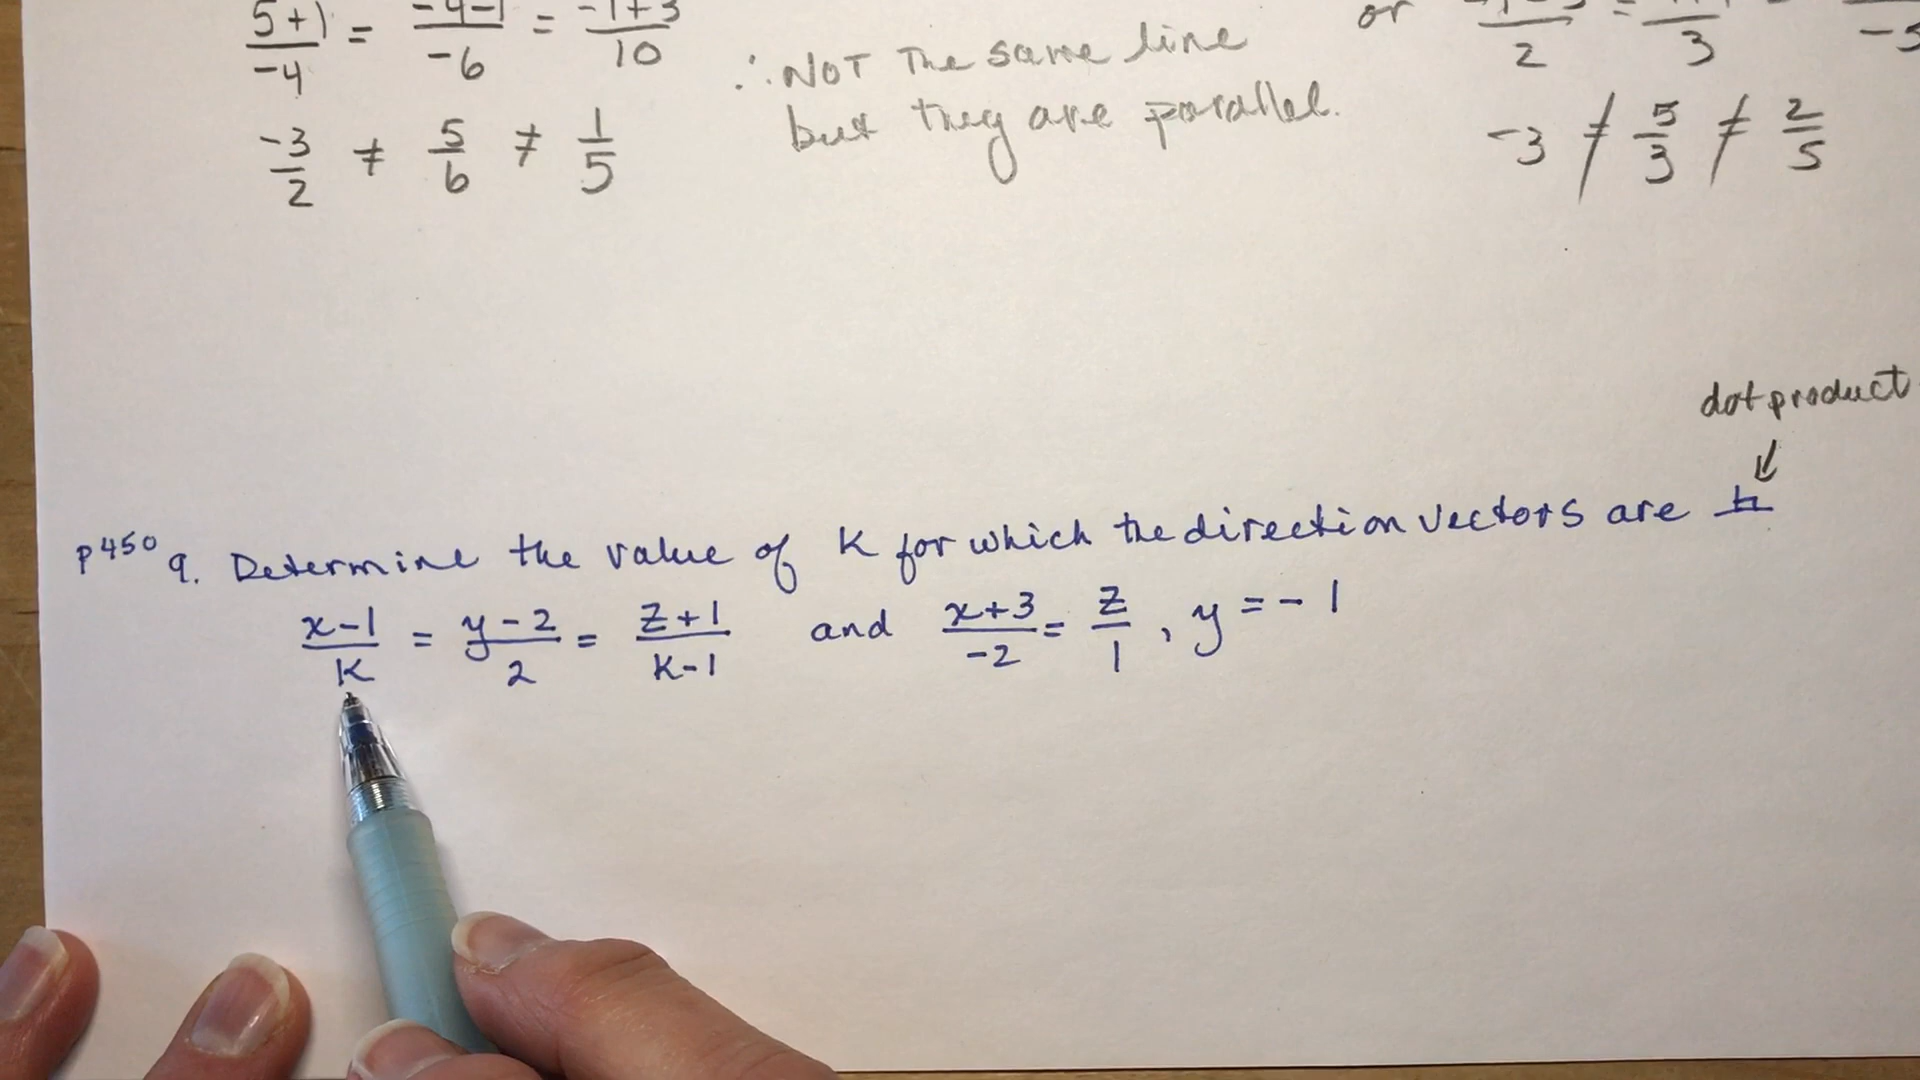 5+1/-4 = -4-1/-6 = -1+3/10
-3/2 ≠ 5/6 ≠ 1/5
∴ NOT the same line
but they are parallel.
or
2 = 3
-3 ≠ 5/3 ≠ 2/5
dot product
p450 9. Determine the value of K for which the direction vectors are ⊥
x-1/K = y-2/2 = z+1/K-1 and x+3/-2 = z/1 , y = -1